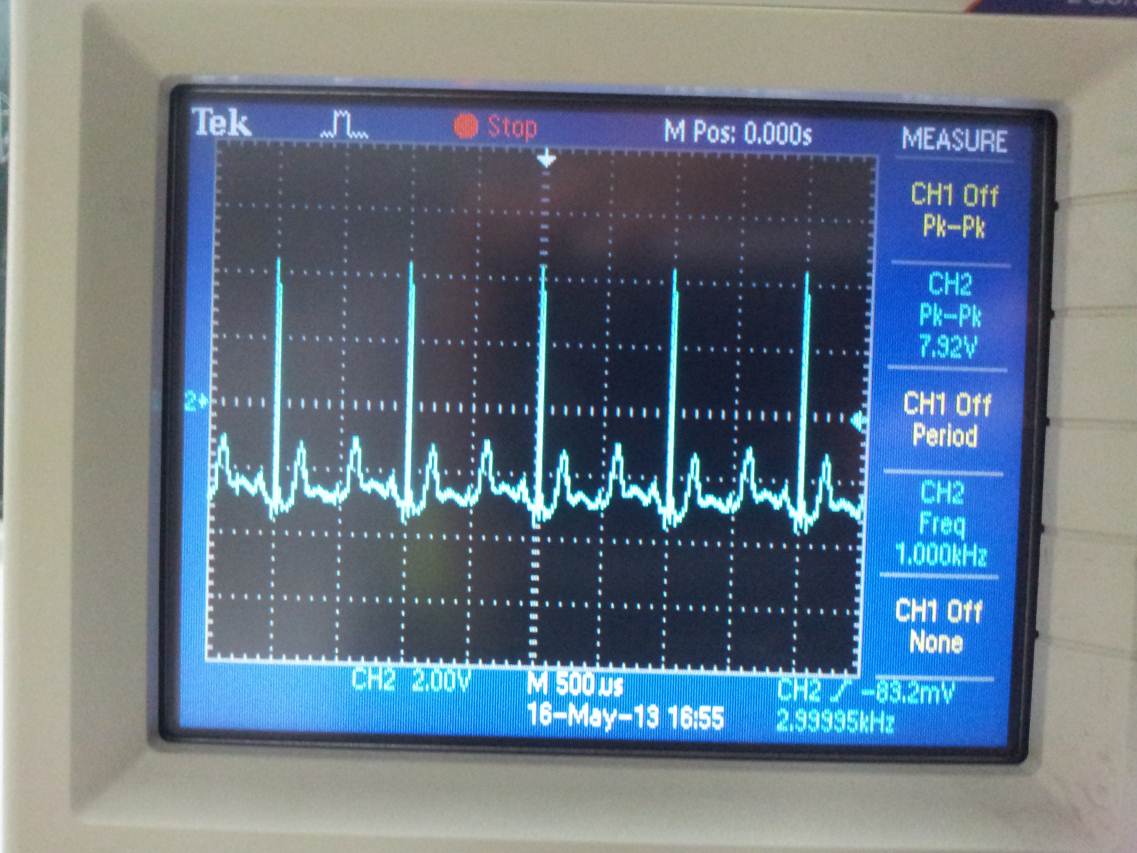 Tek
Stop
M Pos: 0.000s
MEASURE
CH1 Off
Pk-Pk
CH2
Pk-Pk
7.92V
CH1 Off
Period
CH2
Freq
1.000kHz
CH1 Off
None
2
CH2 2.00V
M 500µs
CH2 -83.2mV
16-May-13 16:55
2.99995kHz